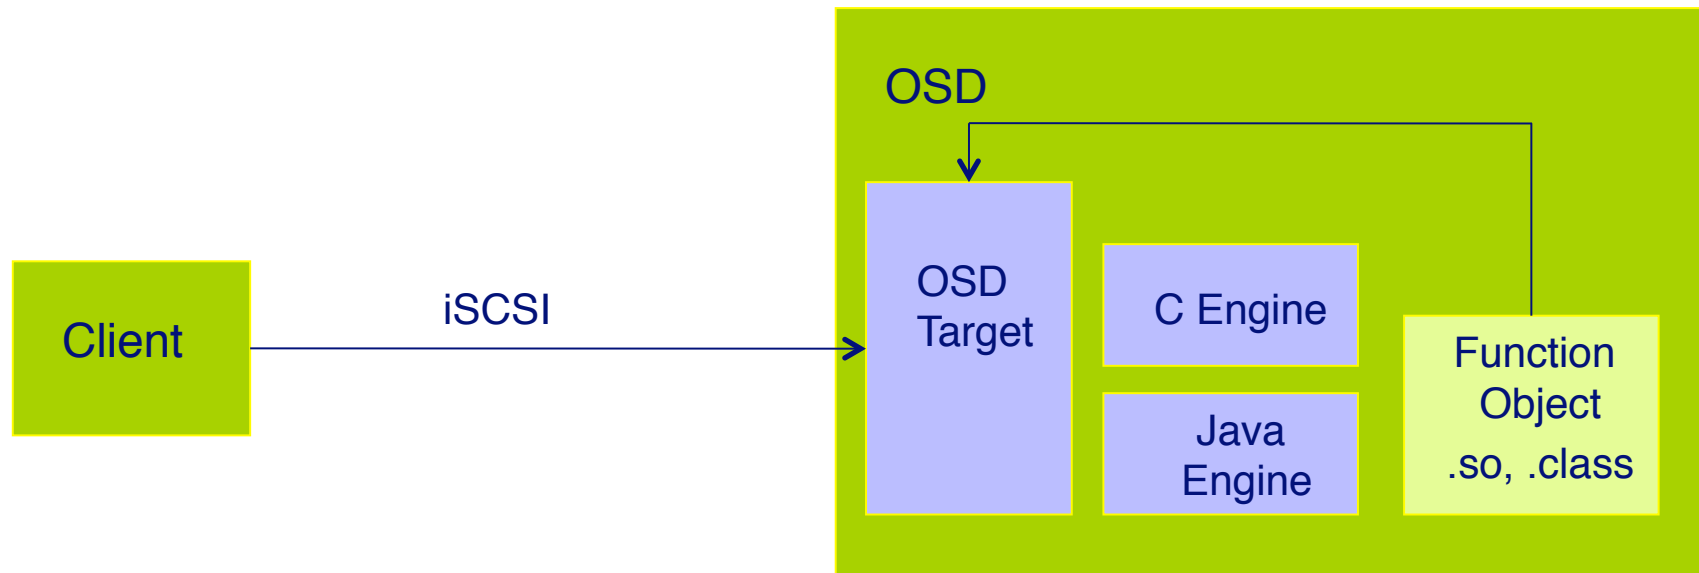 OSD
Client
iSCSI
OSD
Target
C Engine
Java
Engine
Function
Object
.so, .class